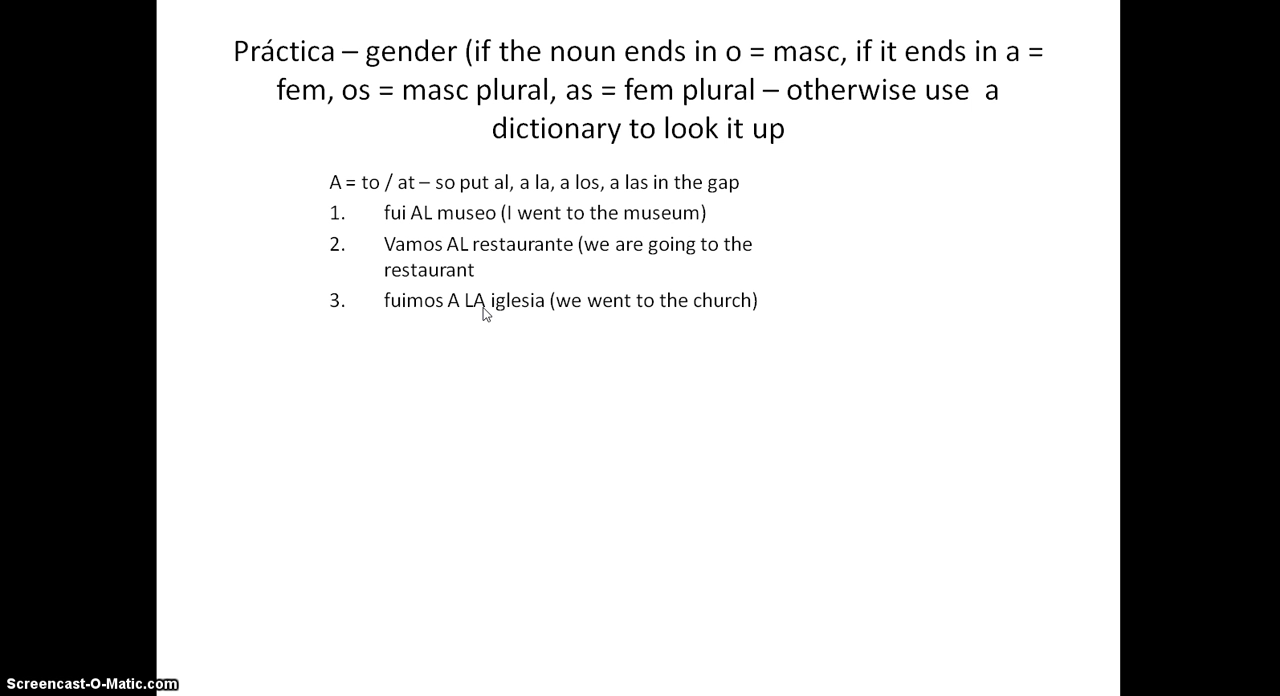 Práctica – gender (if the noun ends in o = masc, if it ends in a =
fem, os = masc plural, as = fem plural – otherwise use a
dictionary to look it up
A = to / at – so put al, a la, a los, a las in the gap
1. fui AL museo (I went to the museum)
2. Vamos AL restaurante (we are going to the
restaurant
3. fuimos A LA iglesia (we went to the church)
Screencast-O-Matic.com